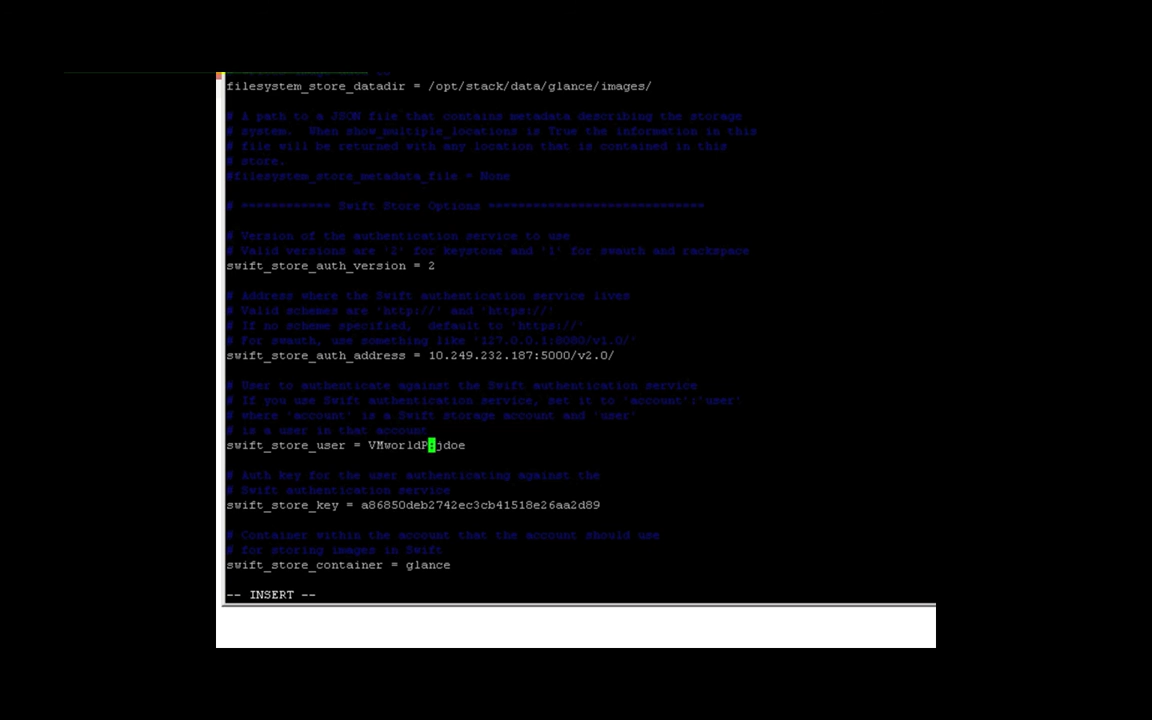 filesystem_store_datadir = /opt/stack/data/glance/images/
# A path to a JSON file that contains metadata describing the storage
# system.  When show_multiple_locations is True the information in this
# file will be returned with any location that is contained in this
# store.
#filesystem_store_metadata_file = None
# ============ Swift Store Options =============================
# Version of the authentication service to use
# Valid versions are '2' for keystone and '1' for swauth and rackspace
swift_store_auth_version = 2
# Address where the Swift authentication service lives
# Valid schemes are 'http://' and 'https://'
# If no scheme specified,  default to 'https://'
# For swauth, use something like '127.0.0.1:8080/v1.0/'
swift_store_auth_address = 10.249.232.187:5000/v2.0/
# User to authenticate against the Swift authentication service
# If you use Swift authentication service, set it to 'account':'user'
# where 'account' is a Swift storage account and 'user'
# is a user in that account
swift_store_user = VMworldP:jdoe
# Auth key for the user authenticating against the
# Swift authentication service
swift_store_key = a86850deb2742ec3cb41518e26aa2d89
# Container within the account that the account should use
# for storing images in Swift
swift_store_container = glance
-- INSERT --